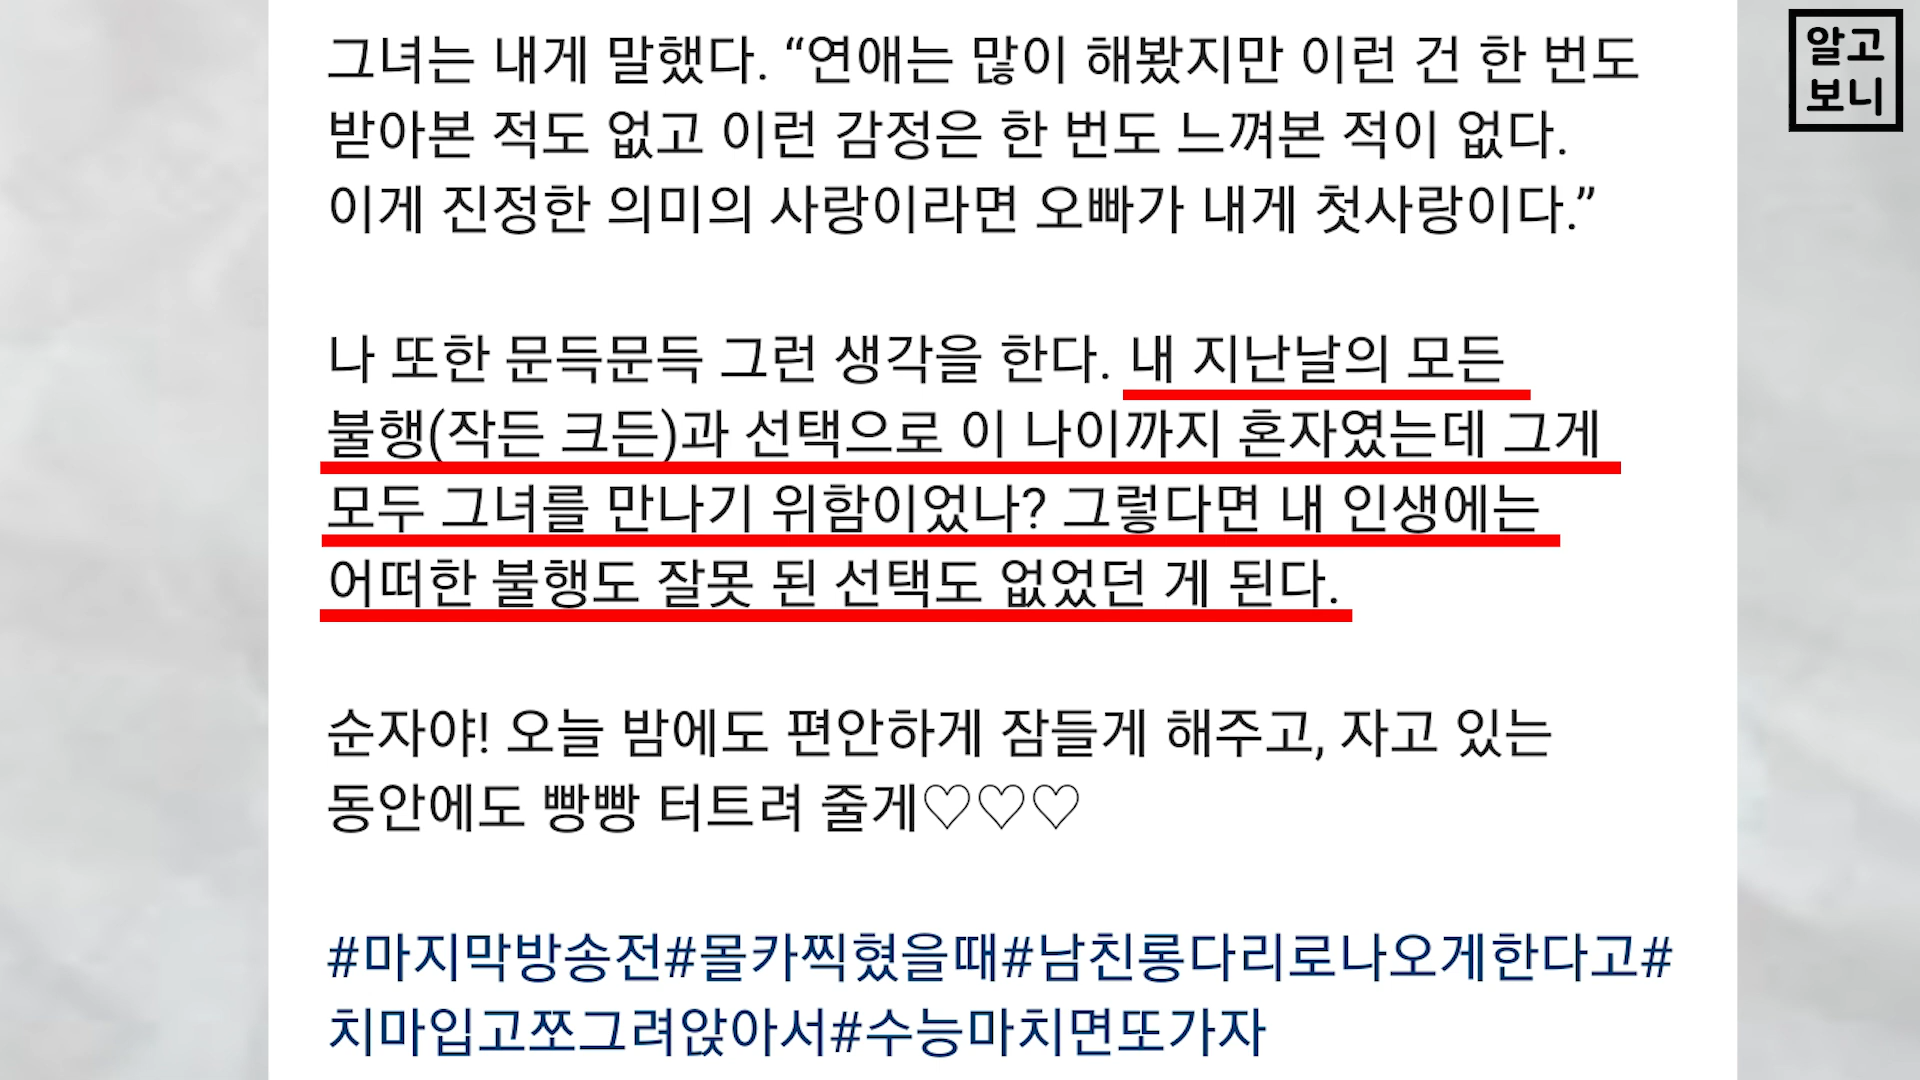 그녀는 내게 말했다. “연애는 많이 해봤지만 이런 건 한 번도
받아본 적도 없고 이런 감정은 한 번도 느껴본 적이 없다.
이게 진정한 의미의 사랑이라면 오빠가 내게 첫사랑이다.”
나 또한 문득문득 그런 생각을 한다. 내 지난날의 모든
불행(작든 크든)과 선택으로 이 나이까지 혼자였는데 그게
모두 그녀를 만나기 위함이었나? 그렇다면 내 인생에는
어떠한 불행도 잘못 된 선택도 없었던 게 된다.
순자야! 오늘 밤에도 편안하게 잠들게 해주고, 자고 있는
동안에도 빵빵 터트려 줄게♡♡♡
#마지막방송전#몰카찍혔을때#남친롱다리로나오게한다고#
치마입고쪼그려앉아서#수능마치면또가자
알고
보니